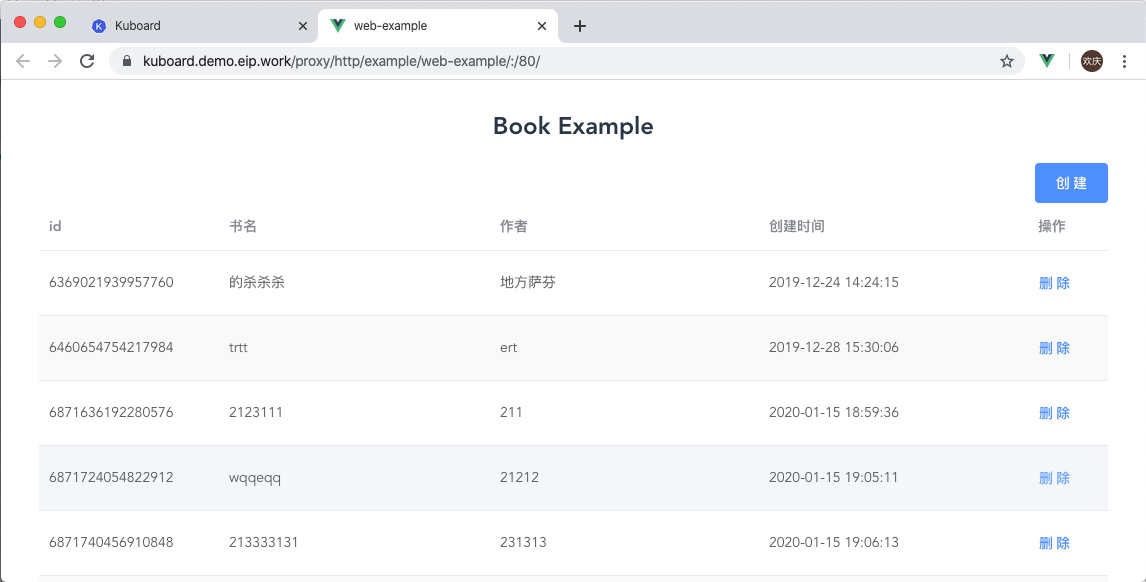 Kuboard
web-example
kuboard.demo.eip.work/proxy/http/example/web-example/:/80/
欢庆
Book Example
创 建
id 书名 作者 创建时间 操作
6369021939957760 的杀杀杀 地方萨芬 2019-12-24 14:24:15 删 除
6460654754217984 trtt ert 2019-12-28 15:30:06 删 除
6871636192280576 2123111 211 2020-01-15 18:59:36 删 除
6871724054822912 wqqeqq 21212 2020-01-15 19:05:11 删 除
6871740456910848 213333131 231313 2020-01-15 19:06:13 删 除